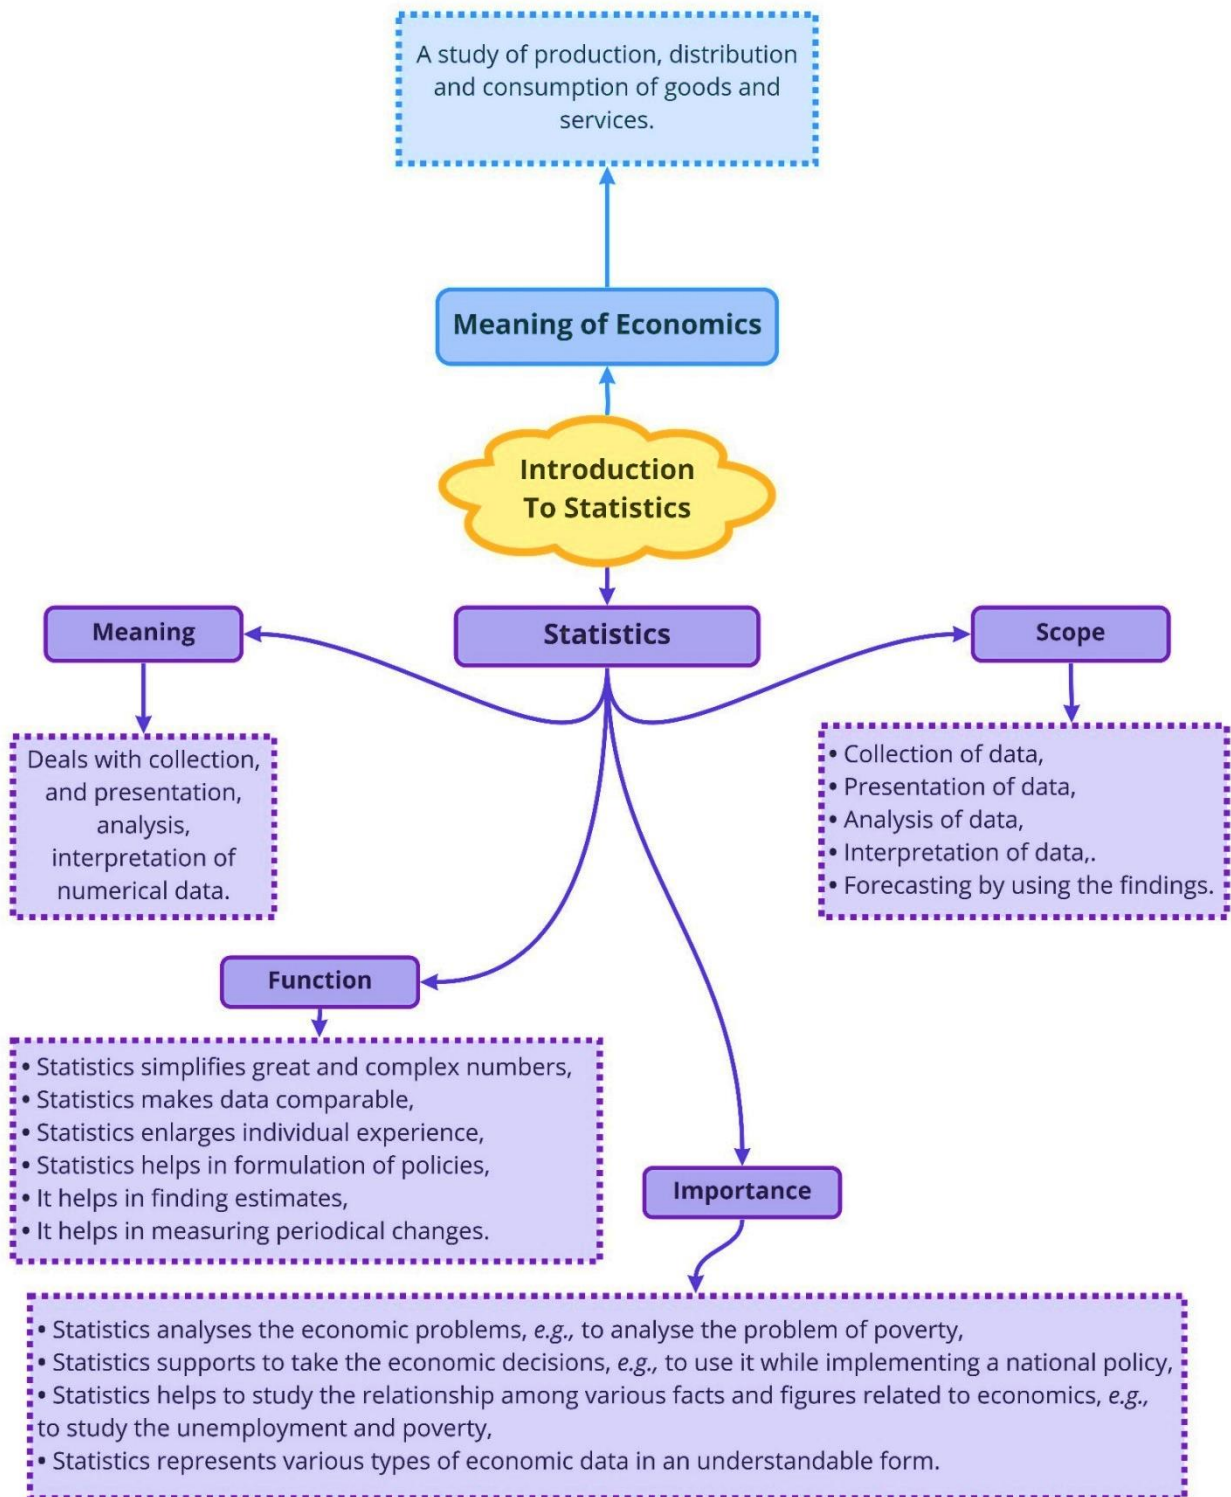 A study of production, distribution
and consumption of goods and
services.
Meaning of Economics
Introduction
To Statistics
Statistics
Meaning
Deals with collection,
and presentation,
analysis,
interpretation of
numerical data.
Scope
• Collection of data,
• Presentation of data,
• Analysis of data,
• Interpretation of data,.
• Forecasting by using the findings.
Function
• Statistics simplifies great and complex numbers,
• Statistics makes data comparable,
• Statistics enlarges individual experience,
• Statistics helps in formulation of policies,
• It helps in finding estimates,
• It helps in measuring periodical changes.
Importance
• Statistics analyses the economic problems, e.g., to analyse the problem of poverty,
• Statistics supports to take the economic decisions, e.g., to use it while implementing a national policy,
• Statistics helps to study the relationship among various facts and figures related to economics, e.g.,
to study the unemployment and poverty,
• Statistics represents various types of economic data in an understandable form.